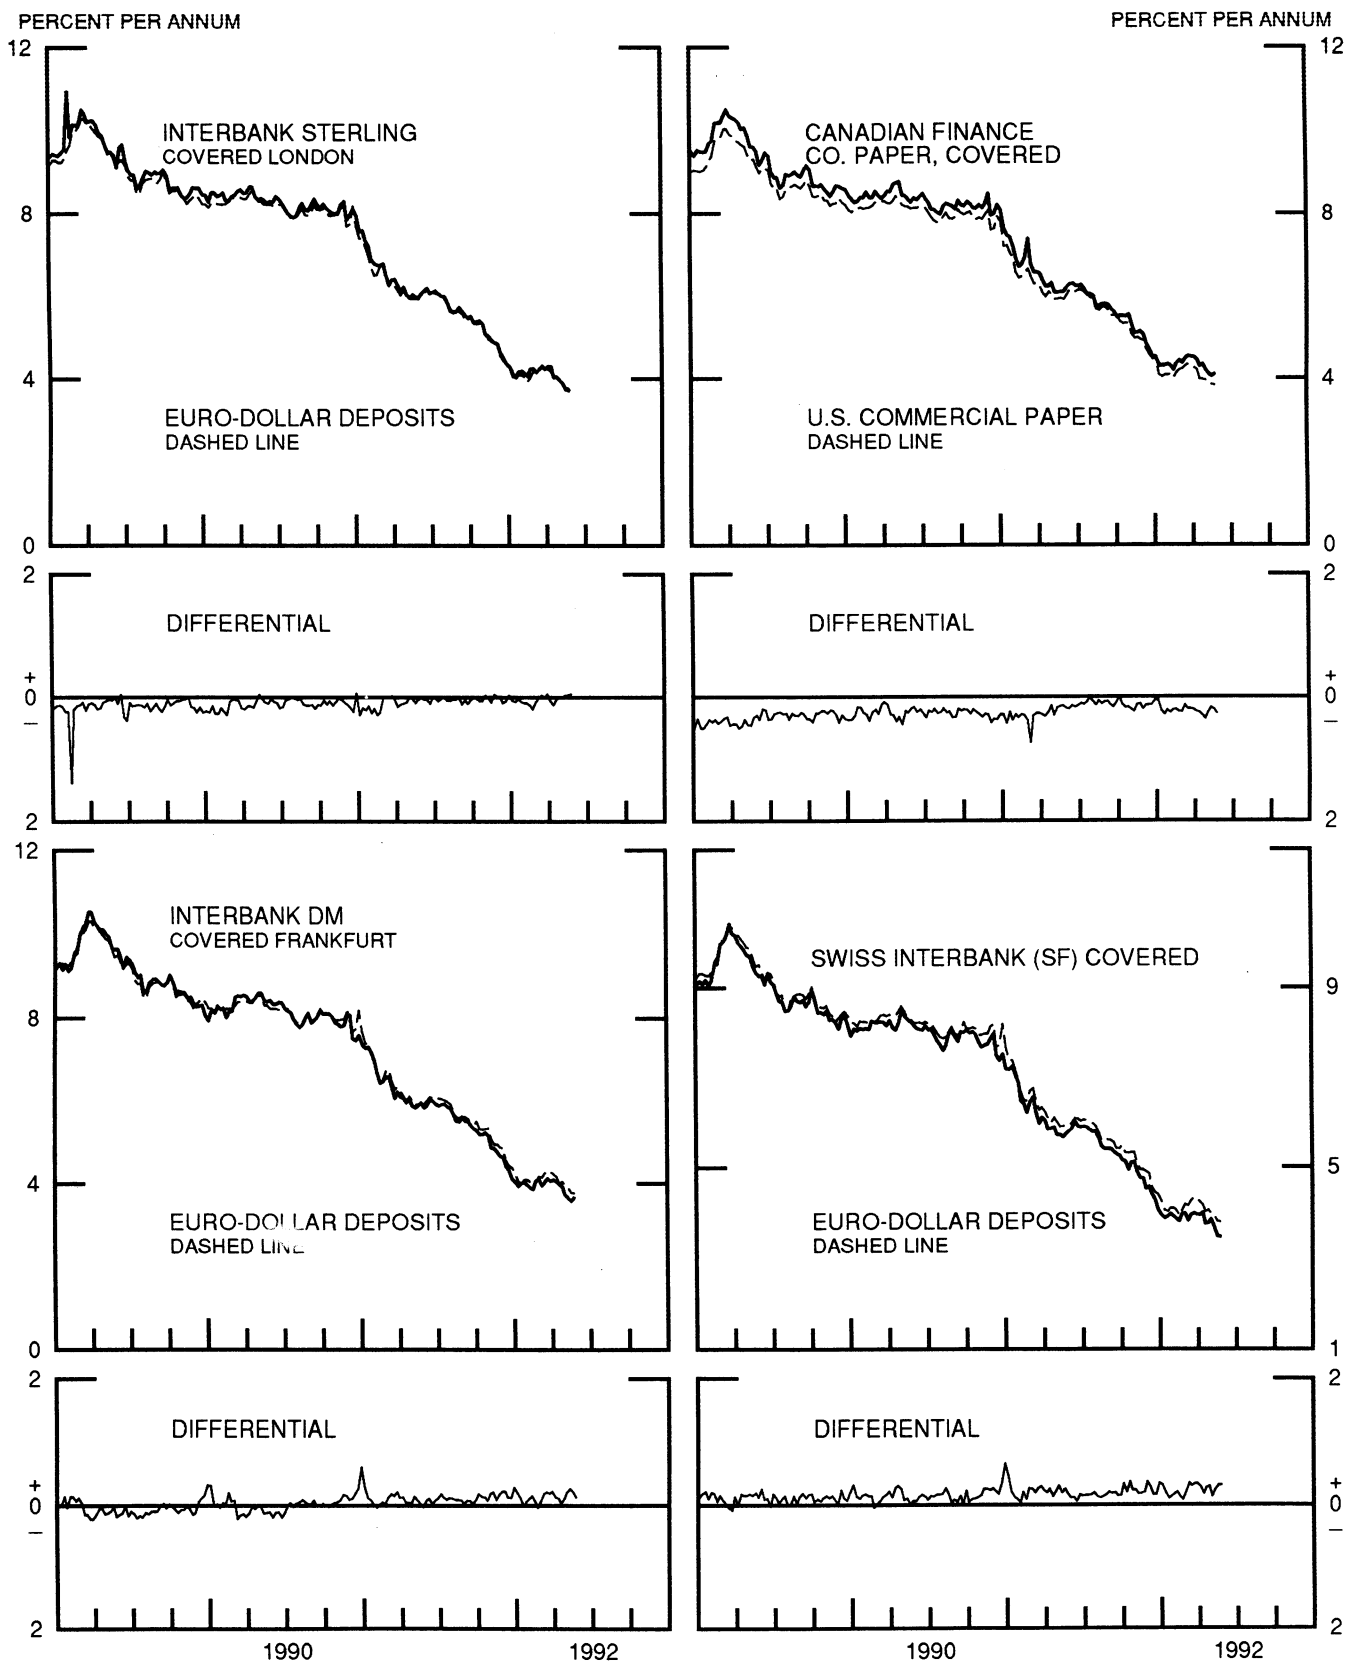 PERCENT PER ANNUM
12
INTERBANK STERLING
COVERED LONDON
8
4
EURO-DOLLAR DEPOSITS
DASHED LINE
0
2
DIFFERENTIAL
+
0
–
2
PERCENT PER ANNUM
12
CANADIAN FINANCE
CO. PAPER, COVERED
8
4
U.S. COMMERCIAL PAPER
DASHED LINE
0
2
DIFFERENTIAL
+
0
–
2
12
INTERBANK DM
COVERED FRANKFURT
8
4
EURO-DOLLAR DEPOSITS
DASHED LINE
0
2
DIFFERENTIAL
+
0
–
2
1990 1992
SWISS INTERBANK (SF) COVERED
9
5
EURO-DOLLAR DEPOSITS
DASHED LINE
1
2
DIFFERENTIAL
+
0
–
2
1990 1992